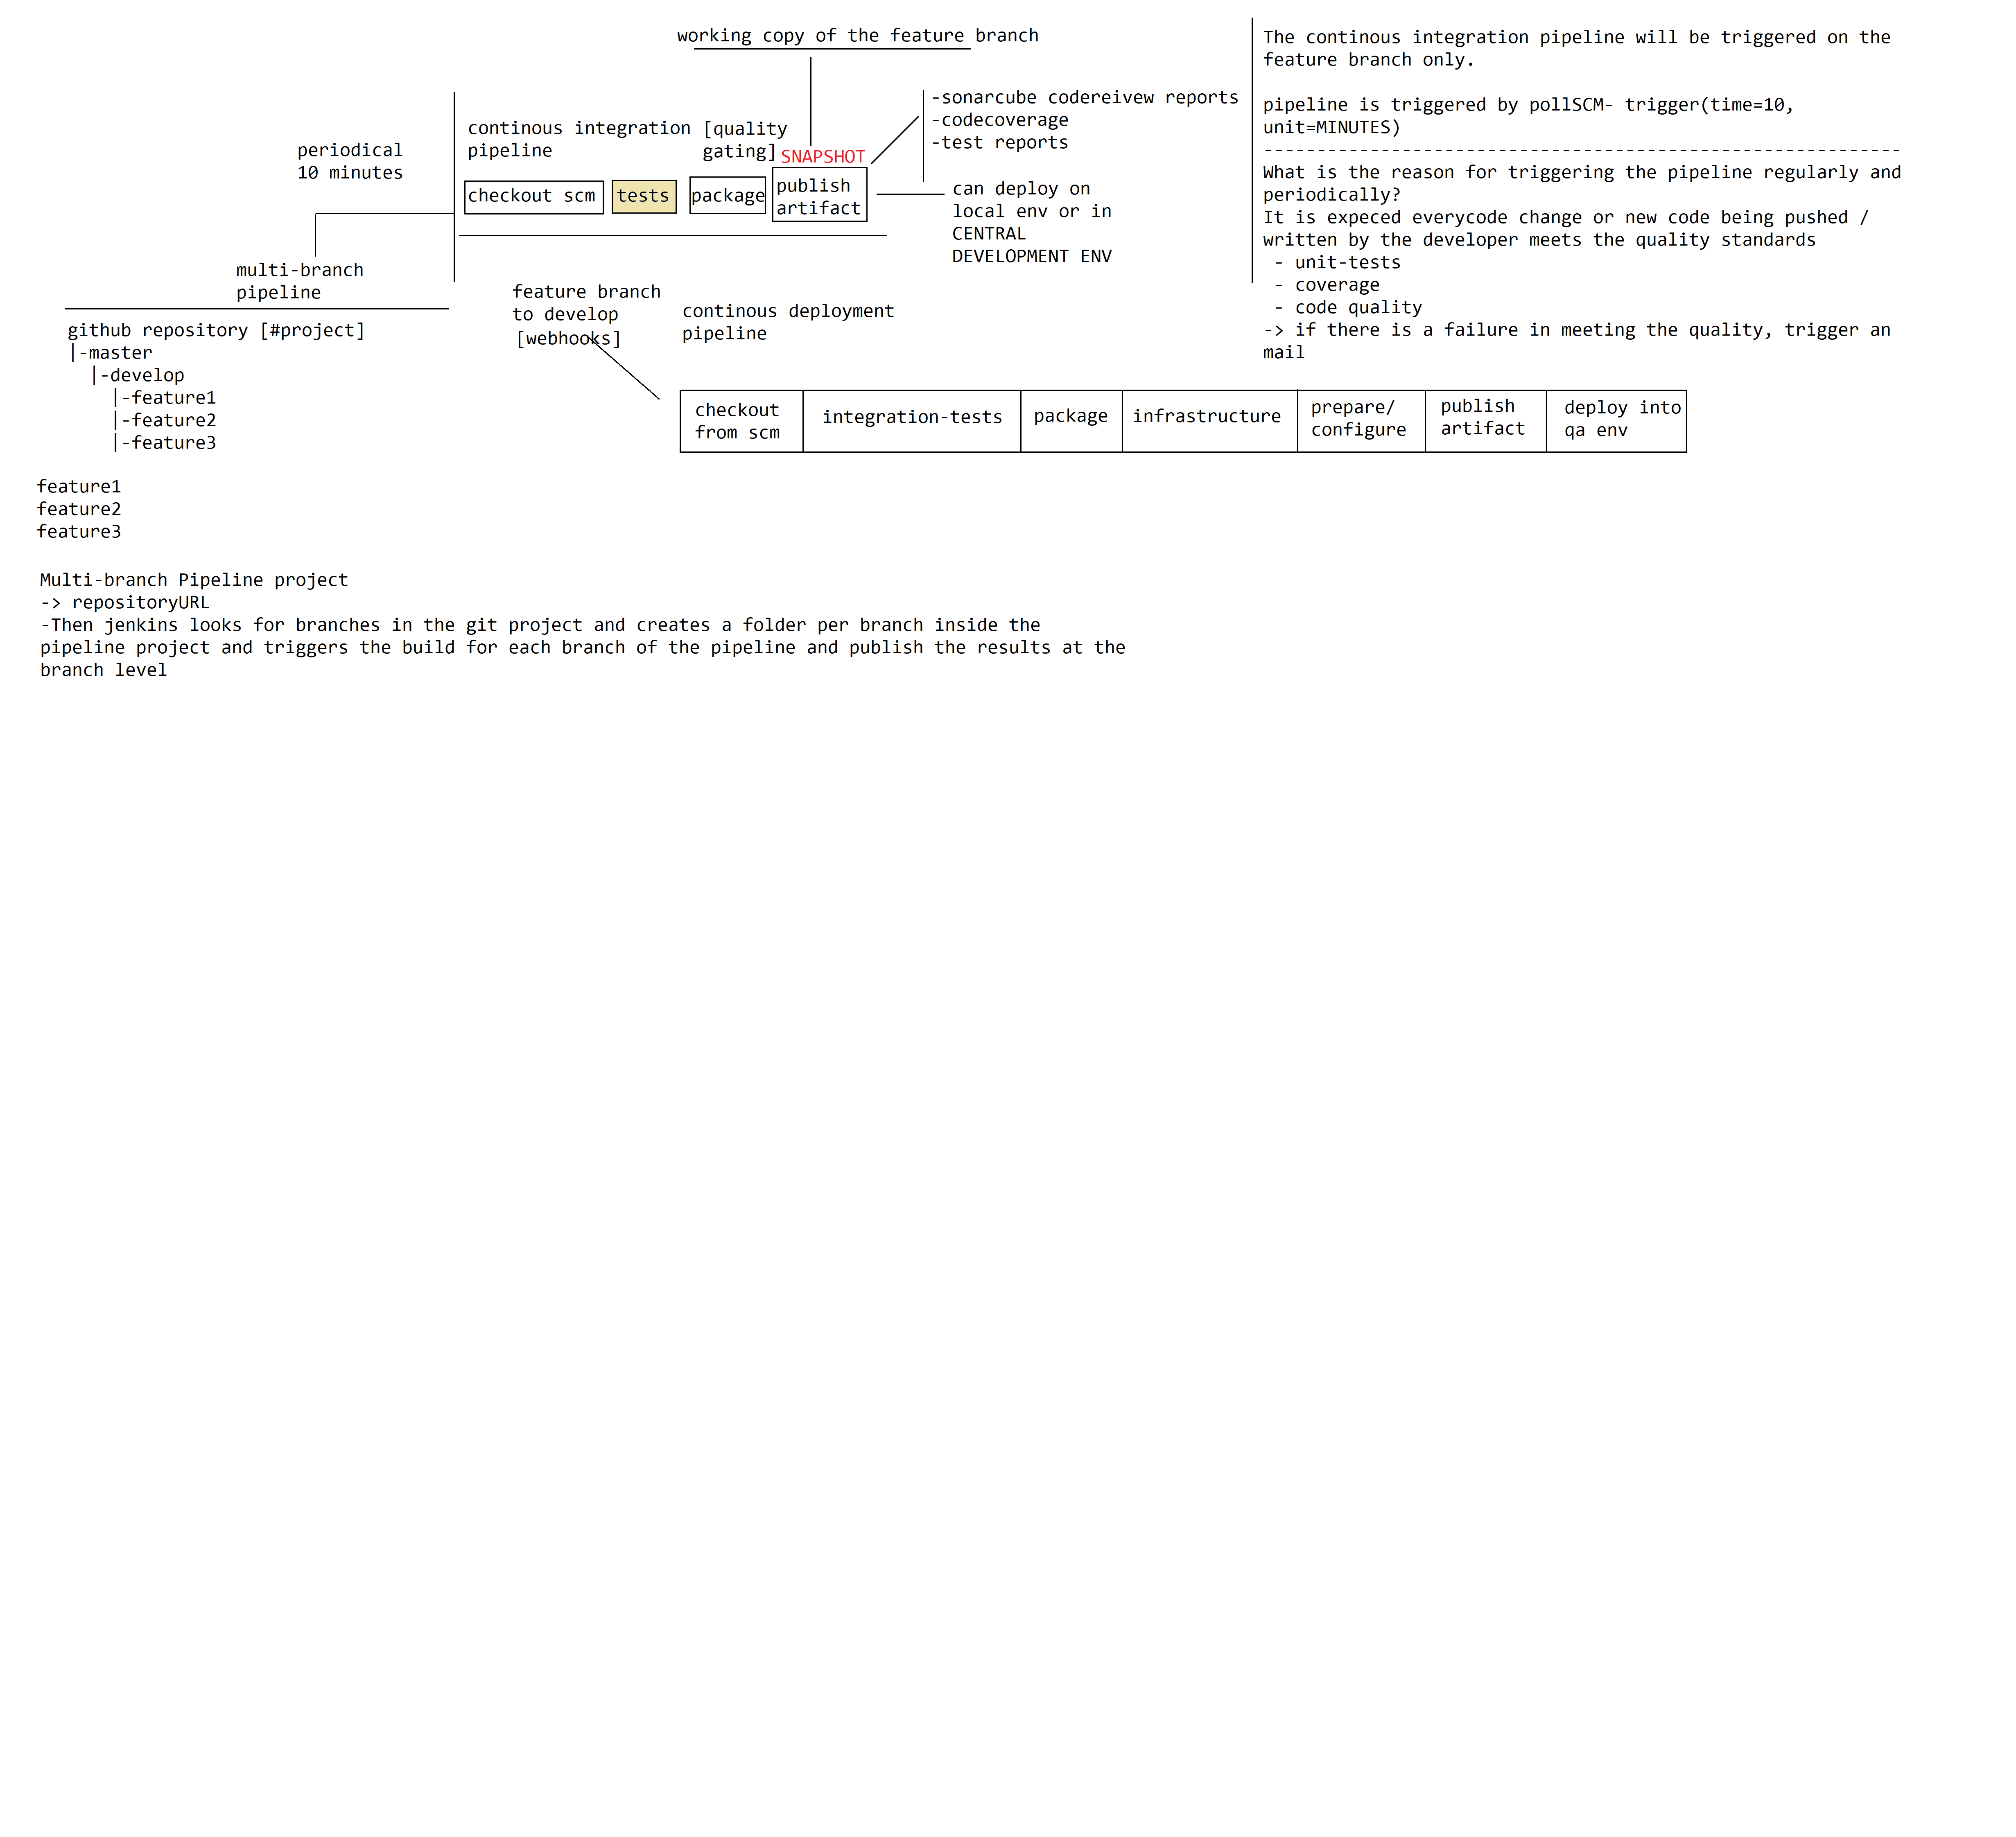 working copy of the feature branch
continous integration
pipeline
[quality
gating]
SNAPSHOT
-sonarcube codereivew reports
-codecoverage
-test reports
periodical
10 minutes
checkout scm
tests
package
publish
artifact
can deploy on
local env or in
CENTRAL
DEVELOPMENT ENV
multi-branch
pipeline
github repository [#project]
|-master
|-develop
|-feature1
|-feature2
|-feature3
feature branch
to develop
[webhooks]
continous deployment
pipeline
checkout
from scm
integration-tests
package
infrastructure
prepare/
configure
publish
artifact
deploy into
qa env
The continous integration pipeline will be triggered on the
feature branch only.
pipeline is triggered by pollSCM- trigger(time=10,
unit=MINUTES)
------------------------------------------------------------
What is the reason for triggering the pipeline regularly and
periodically?
It is expeced everycode change or new code being pushed /
written by the developer meets the quality standards
- unit-tests
- coverage
- code quality
-> if there is a failure in meeting the quality, trigger an
mail
feature1
feature2
feature3
Multi-branch Pipeline project
-> repositoryURL
-Then jenkins looks for branches in the git project and creates a folder per branch inside the
pipeline project and triggers the build for each branch of the pipeline and publish the results at the
branch level